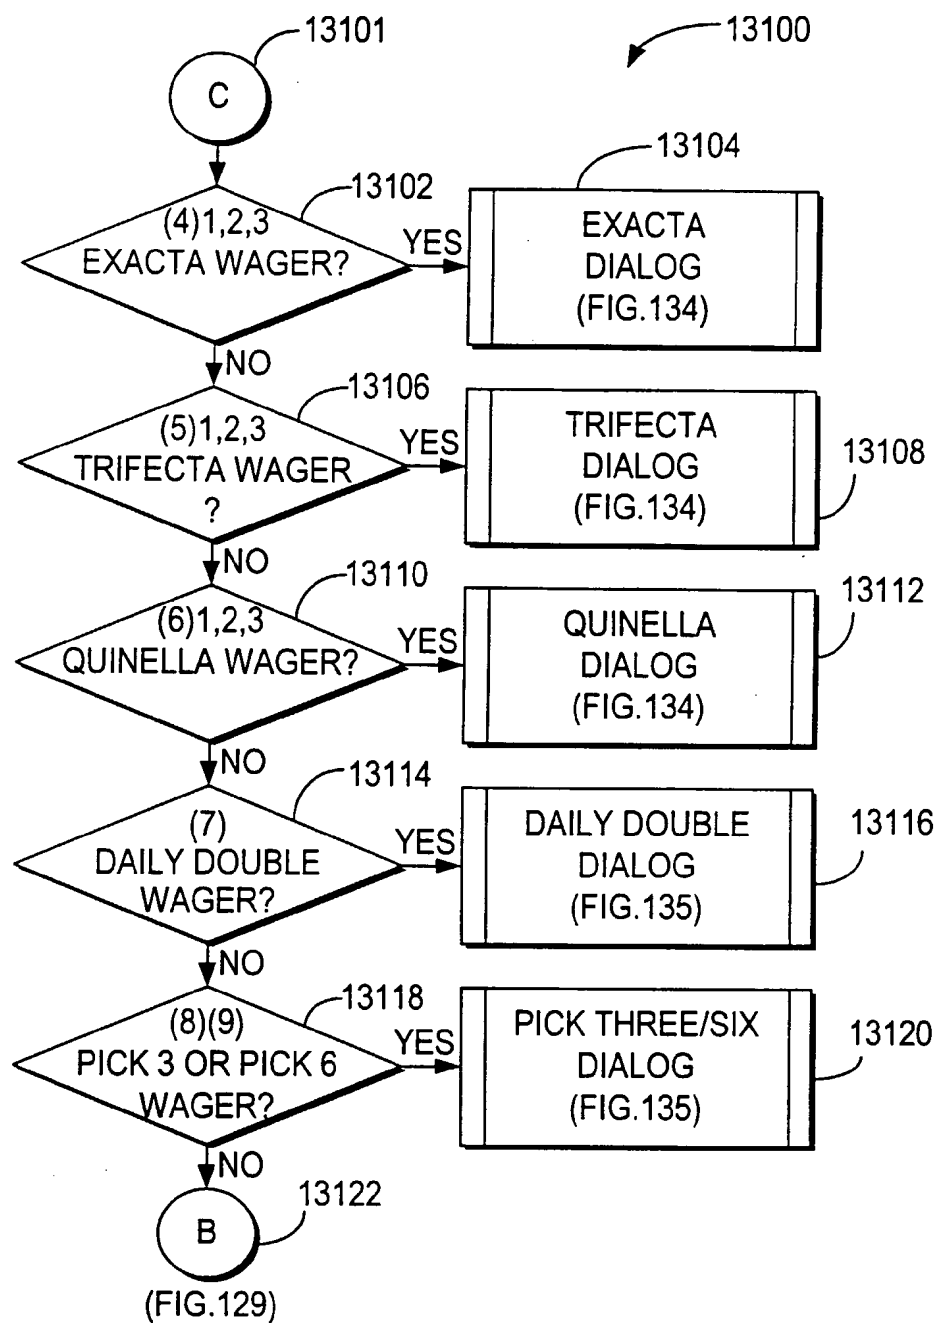 13101
13100
C
13102
13104
(4)1,2,3
EXACTA WAGER?
YES
EXACTA
DIALOG
(FIG.134)
NO
13106
(5)1,2,3
TRIFECTA WAGER
?
YES
TRIFECTA
DIALOG
(FIG.134)
13108
NO
13110
(6)1,2,3
QUINELLA WAGER?
YES
QUINELLA
DIALOG
(FIG.134)
13112
NO
13114
(7)
DAILY DOUBLE
WAGER?
YES
DAILY DOUBLE
DIALOG
(FIG.135)
13116
NO
13118
(8)(9)
PICK 3 OR PICK 6
WAGER?
YES
PICK THREE/SIX
DIALOG
(FIG.135)
13120
NO
13122
B
(FIG.129)